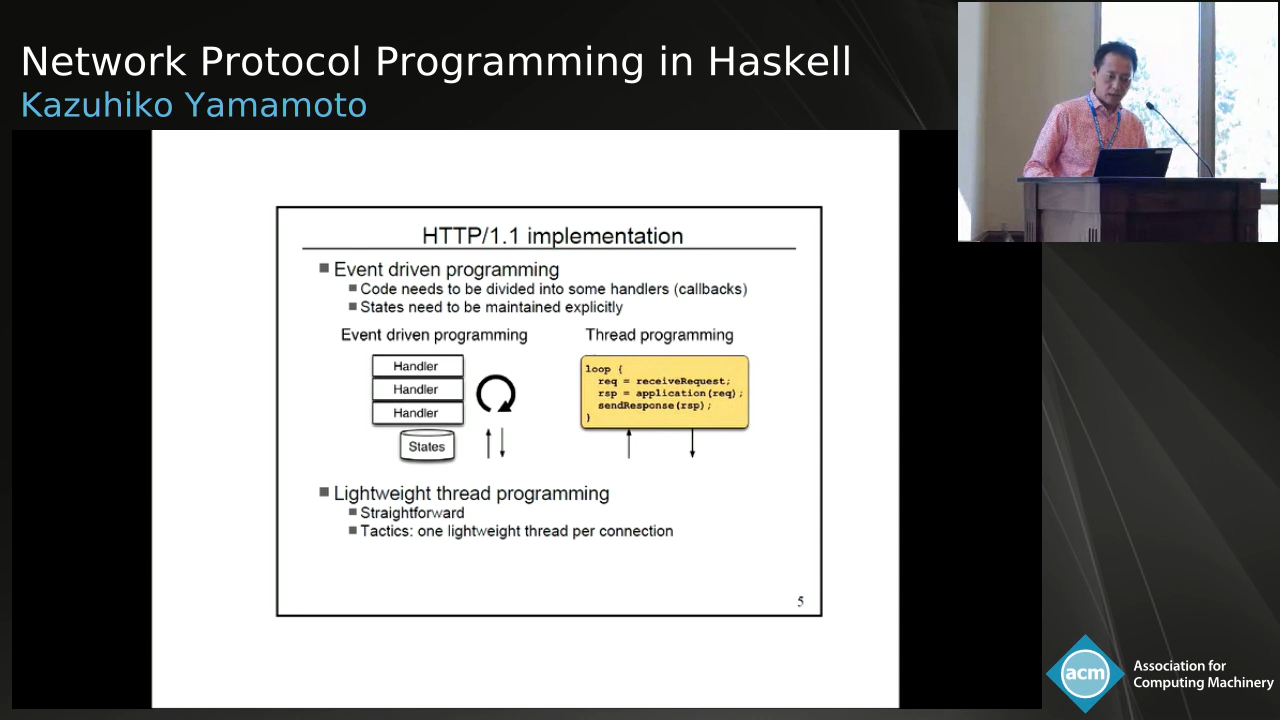 Network Protocol Programming in Haskell
Kazuhiko Yamamoto
HTTP/1.1 implementation
Event driven programming
Code needs to be divided into some handlers (callbacks)
States need to be maintained explicitly
Event driven programming
Thread programming
Handler
Handler
Handler
States
loop {
req = receiveRequest;
rsp = application(req);
sendResponse(rsp);
}
Lightweight thread programming
Straightforward
Tactics: one lightweight thread per connection
5
acm
Association for
Computing Machinery